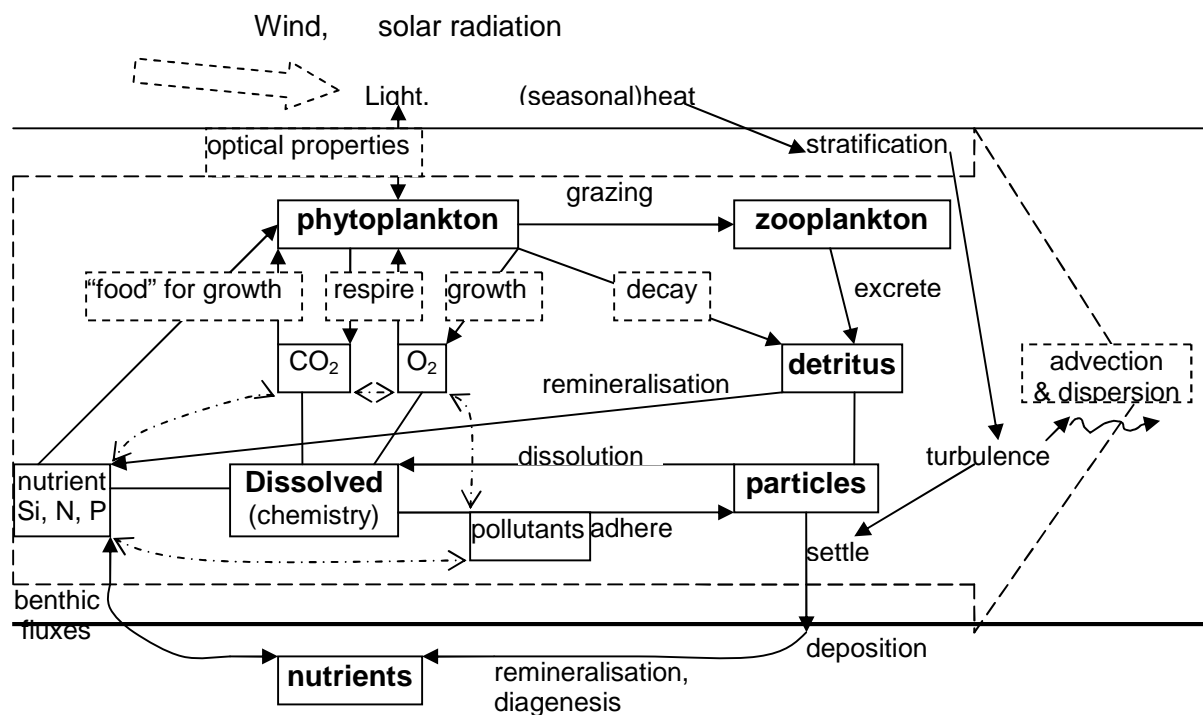 Wind, solar radiation
Light. (seasonal)heat
optical properties
stratification
grazing
phytoplankton
zooplankton
"food" for growth
respire
growth
decay
excrete
CO₂
O₂
detritus
advection
& dispersion
remineralisation
dissolution
turbulence
nutrient
Si, N, P
Dissolved
(chemistry)
particles
pollutants adhere
settle
benthic
fluxes
deposition
nutrients
remineralisation,
diagenesis